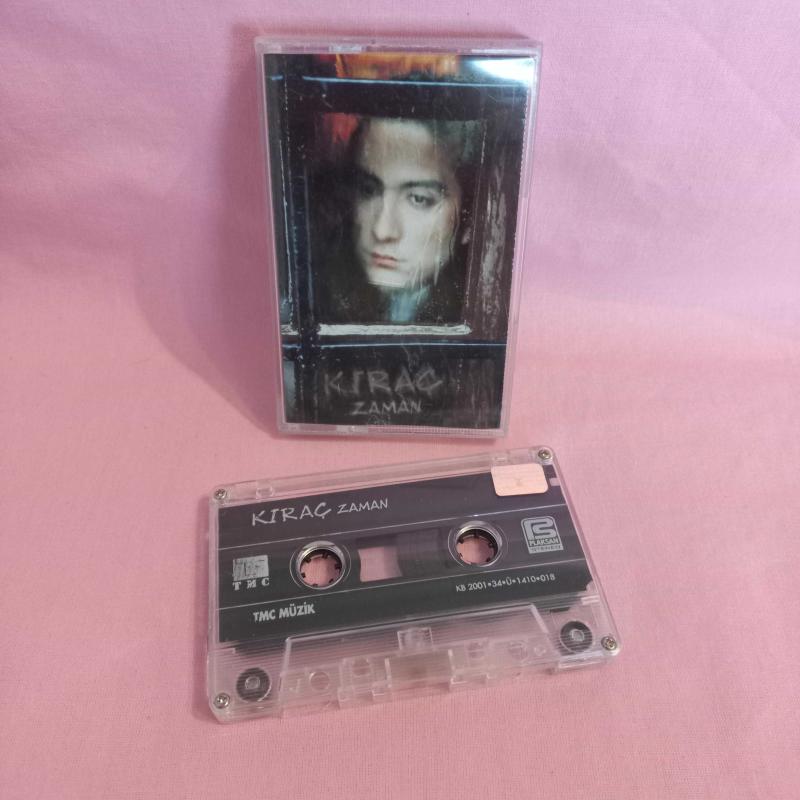 KIRAÇ
ZAMAN
KIRAÇ ZAMAN
PLAKSAN
STEREO
TMC
KB 2001•34•Ü•1410•018
TMC MÜZİK